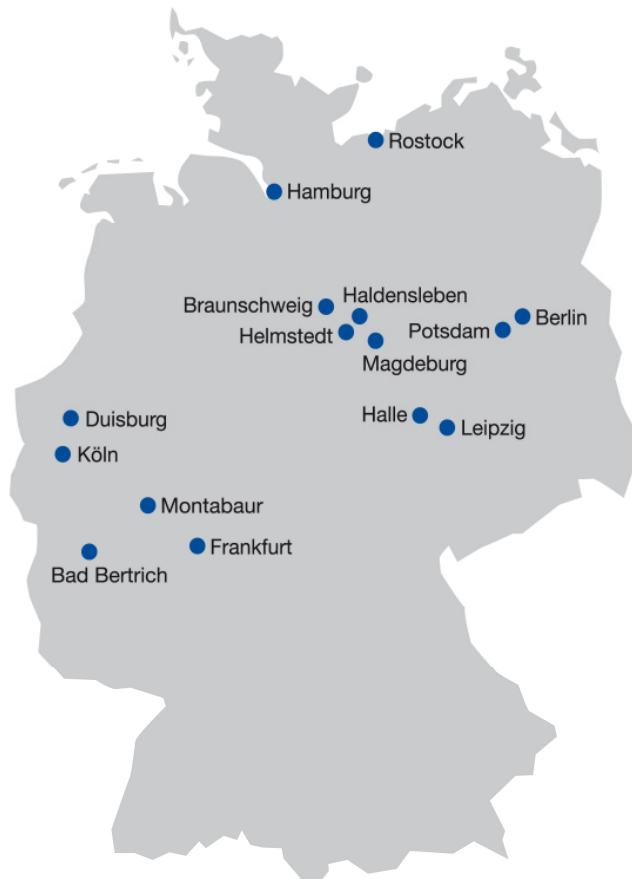 Rostock
Hamburg
Braunschweig
Haldensleben
Helmstedt
Potsdam
Berlin
Magdeburg
Halle
Leipzig
Duisburg
Köln
Montabaur
Frankfurt
Bad Bertrich